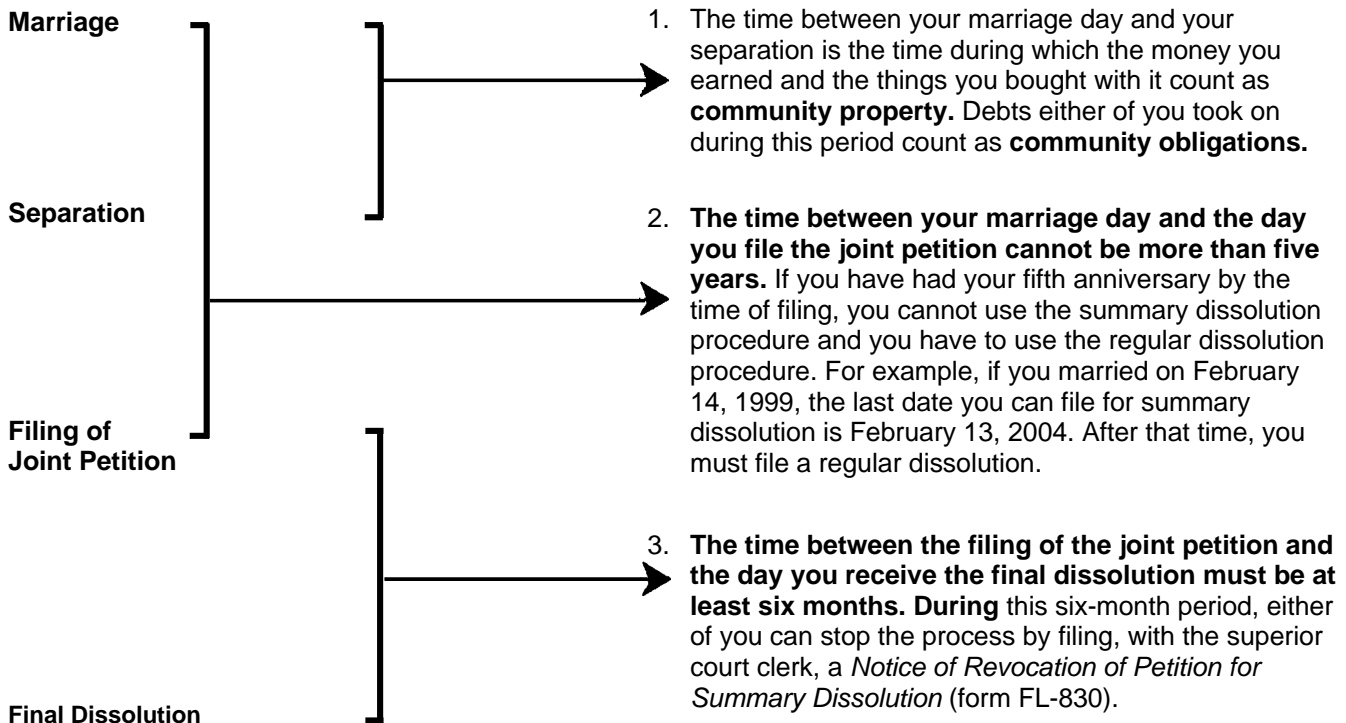 Marriage
1. The time between your marriage day and your
separation is the time during which the money you
earned and the things you bought with it count as
community property. Debts either of you took on
during this period count as community obligations.
Separation
2. The time between your marriage day and the day
you file the joint petition cannot be more than five
years. If you have had your fifth anniversary by the
time of filing, you cannot use the summary dissolution
procedure and you have to use the regular dissolution
procedure. For example, if you married on February
14, 1999, the last date you can file for summary
dissolution is February 13, 2004. After that time, you
must file a regular dissolution.
Filing of
Joint Petition
3. The time between the filing of the joint petition and
the day you receive the final dissolution must be at
least six months. During this six-month period, either
of you can stop the process by filing, with the superior
court clerk, a Notice of Revocation of Petition for
Summary Dissolution (form FL-830).
Final Dissolution